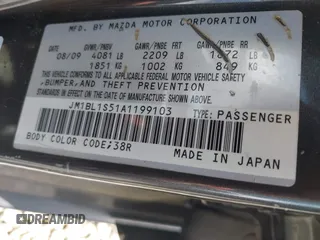 MFD. BY MAZDA MOTOR CORPORATION
DATE GVWR/PNBV GAWR/PNBE FRT GAWR/PNBE RR
08/09 4081 LB 2209 LB 1872 LB
1851 KG 1002 KG 849 KG
THIS VEHICLE CONFORMS TO ALL APPLICABLE FEDERAL MOTOR VEHICLE SAFETY
,BUMPER, AND THEFT PREVENTION
STANDARDS IN EFFECT ON THE DATE OF MANUFACTURE SHOWN ABOVE.
JM1BL1S51A1199103 TYPE: PASSENGER
BODY COLOR CODE;38R
MADE IN JAPAN
DREAMBID